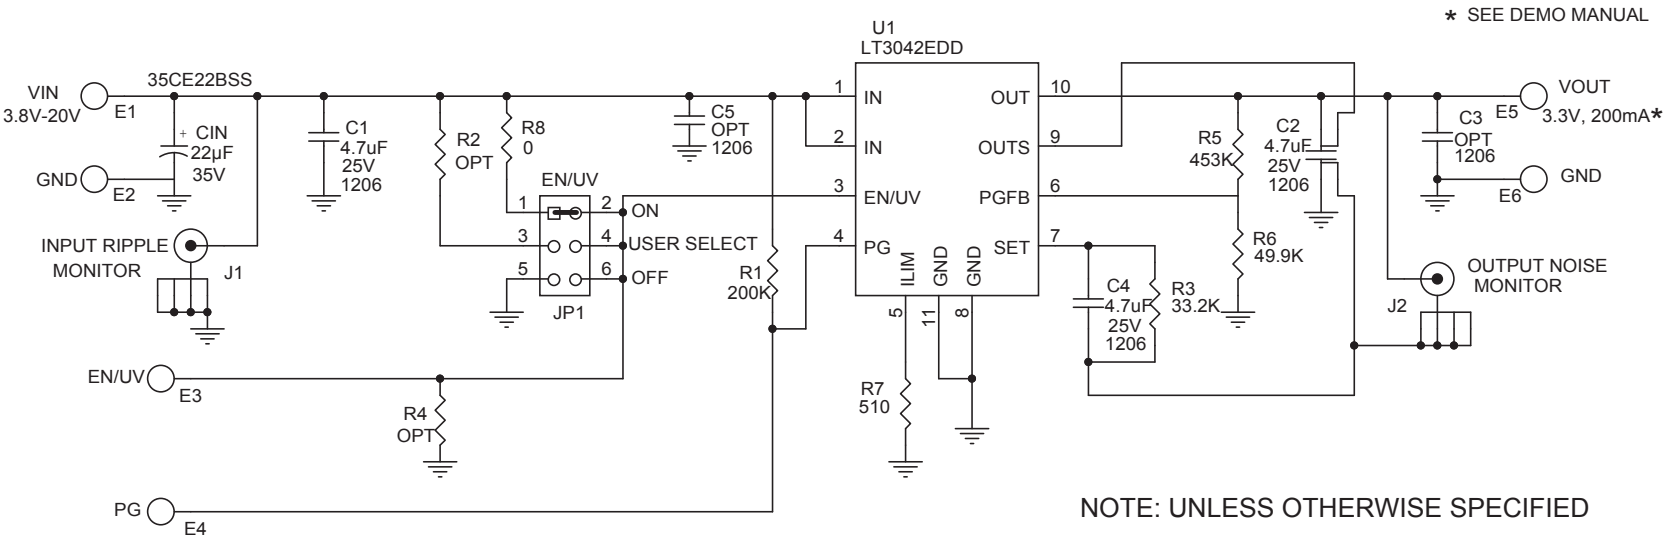 * SEE DEMO MANUAL
U1
LT3042EDD
VIN
3.8V-20V
E1
35CE22BSS
+
CIN
22µF
35V
GND
E2
C1
4.7uF
25V
1206
R2
OPT
R8
0
C5
OPT
1206
EN/UV
1
2
ON
3
4
USER SELECT
5
6
OFF
JP1
INPUT RIPPLE
MONITOR
J1
R1
200K
1
IN
2
IN
3
EN/UV
4
PG
ILIM
GND
GND
5
11
8
OUT
10
OUTS
9
PGFB
6
SET
7
R5
453K
C2
4.7uF
25V
1206
R6
49.9K
C4
4.7uF
25V
1206
R3
33.2K
C3
OPT
1206
E5
VOUT
3.3V, 200mA*
E6
GND
OUTPUT NOISE
MONITOR
J2
EN/UV
E3
R4
OPT
R7
510
PG
E4
NOTE: UNLESS OTHERWISE SPECIFIED